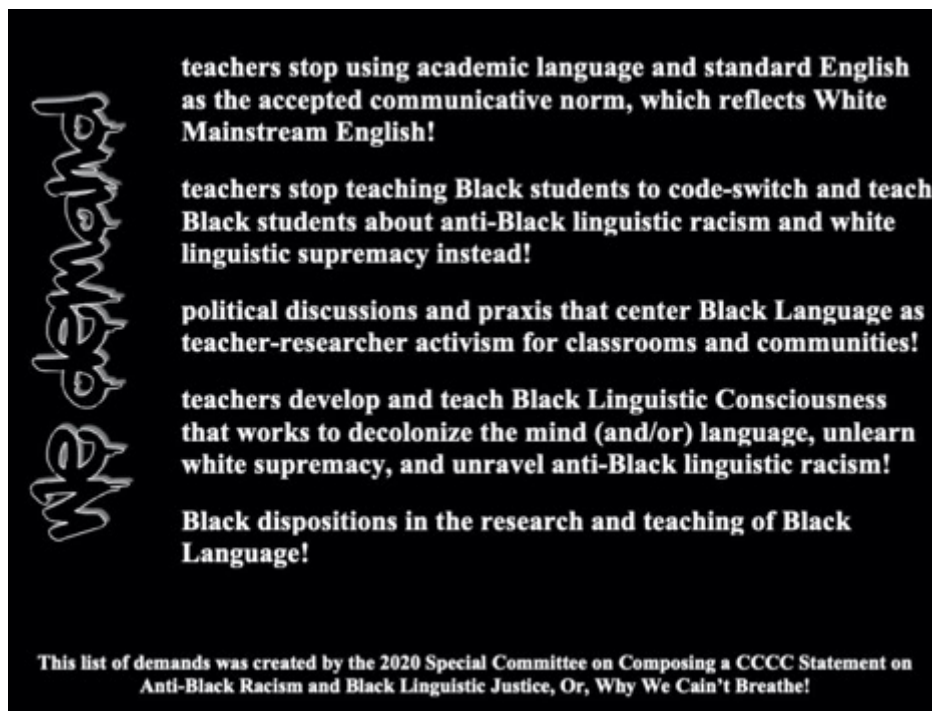 we demand
teachers stop using academic language and standard English
as the accepted communicative norm, which reflects White
Mainstream English!
teachers stop teaching Black students to code-switch and teach
Black students about anti-Black linguistic racism and white
linguistic supremacy instead!
political discussions and praxis that center Black Language as
teacher-researcher activism for classrooms and communities!
teachers develop and teach Black Linguistic Consciousness
that works to decolonize the mind (and/or) language, unlearn
white supremacy, and unravel anti-Black linguistic racism!
Black dispositions in the research and teaching of Black
Language!
This list of demands was created by the 2020 Special Committee on Composing a CCCC Statement on
Anti-Black Racism and Black Linguistic Justice, Or, Why We Cain't Breathe!